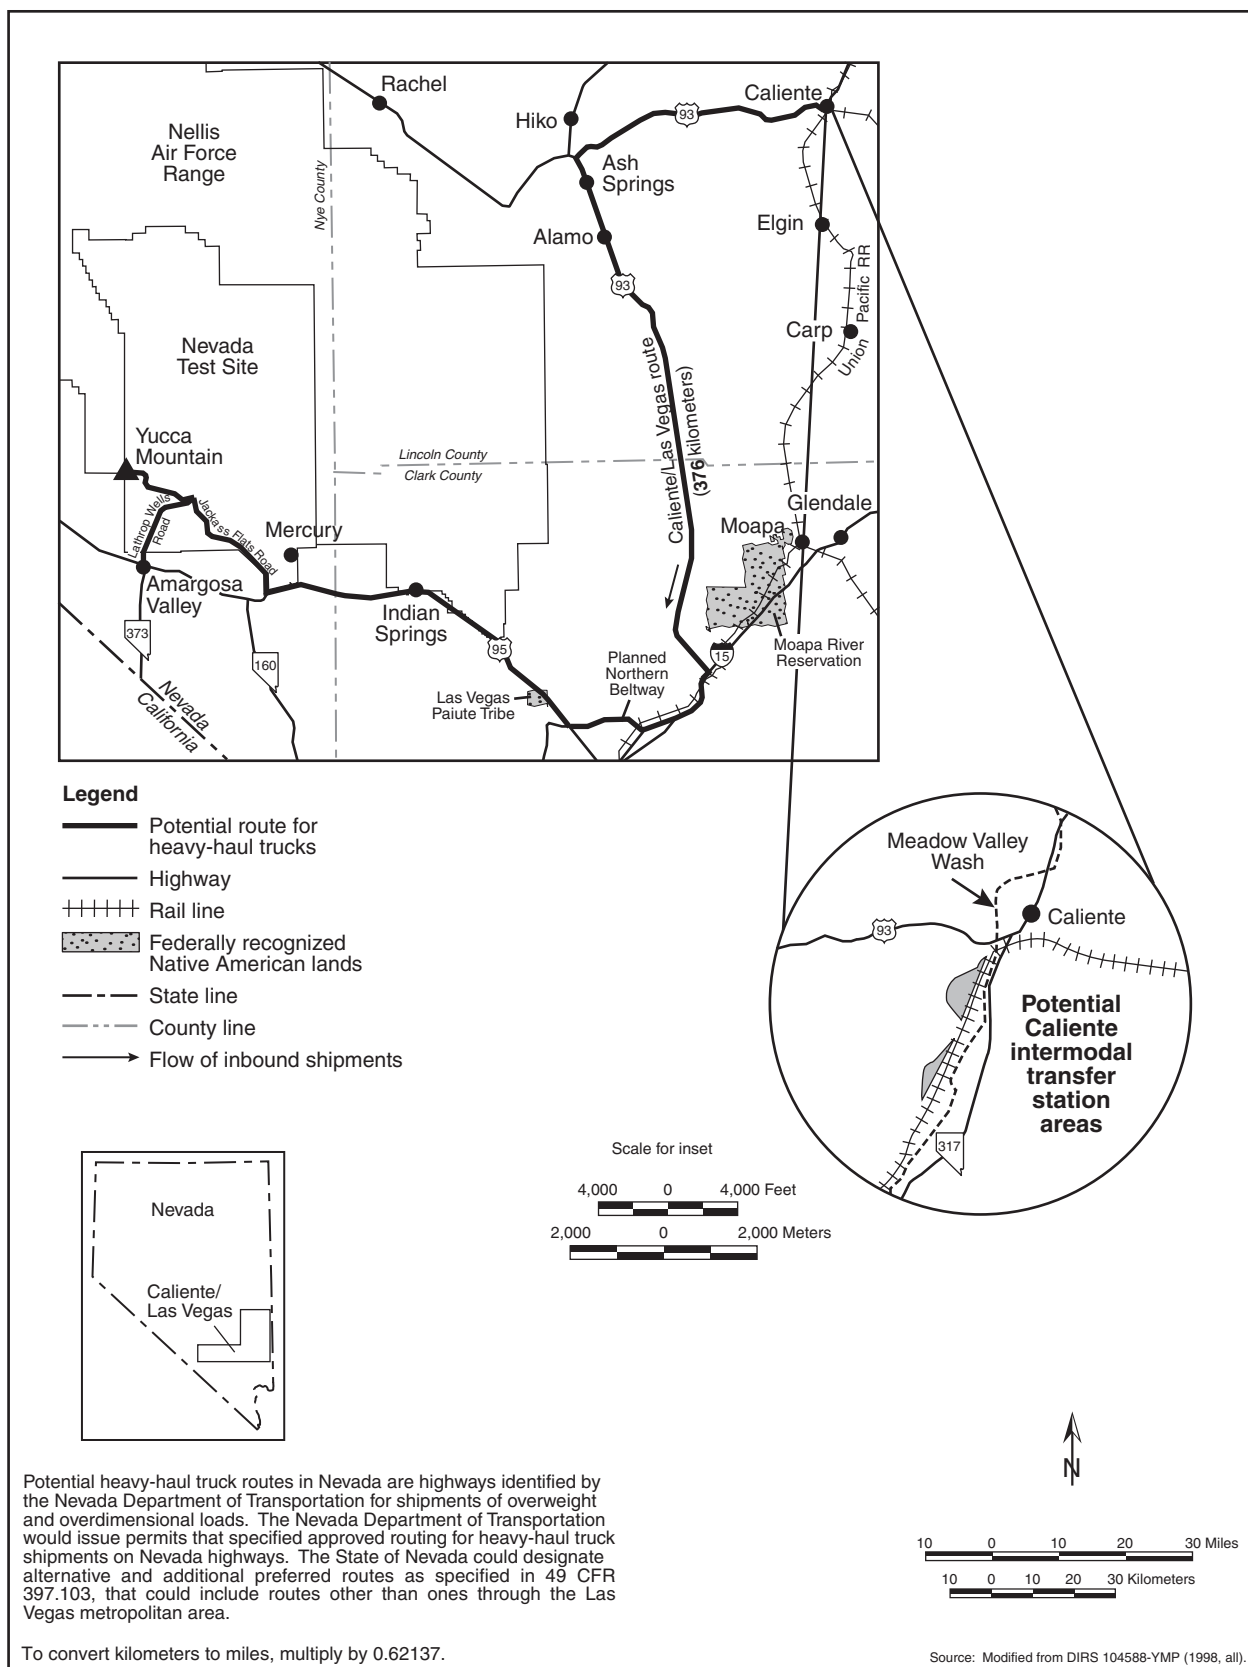 Rachel
Caliente
Hiko
93
Nellis
Air Force
Range
Ash
Springs
Nye County
Elgin
Alamo
93
Union Pacific RR
Carp
Nevada
Test Site
Caliente/Las Vegas route
(376 kilometers)
Yucca
Mountain
Lincoln County
Clark County
Glendale
Lathrop Wells
Road
Jackass Flats Road
Mercury
Moapa
Amargosa
Valley
Indian
Springs
373
160
95
15
Moapa River
Reservation
Planned
Northern
Beltway
Las Vegas
Paiute Tribe
Nevada
California
Legend
Potential route for
heavy-haul trucks
Highway
Rail line
Federally recognized
Native American lands
State line
County line
Flow of inbound shipments
Meadow Valley
Wash
Caliente
93
Potential
Caliente
intermodal
transfer
station
areas
317
Scale for inset
4,000 0 4,000 Feet
2,000 0 2,000 Meters
Nevada
Caliente/
Las Vegas
N
Potential heavy-haul truck routes in Nevada are highways identified by
the Nevada Department of Transportation for shipments of overweight
and overdimensional loads. The Nevada Department of Transportation
would issue permits that specified approved routing for heavy-haul truck
shipments on Nevada highways. The State of Nevada could designate
alternative and additional preferred routes as specified in 49 CFR
397.103, that could include routes other than ones through the Las
Vegas metropolitan area.
10 0 10 20 30 Miles
10 0 10 20 30 Kilometers
To convert kilometers to miles, multiply by 0.62137.
Source: Modified from DIRS 104588-YMP (1998, all).